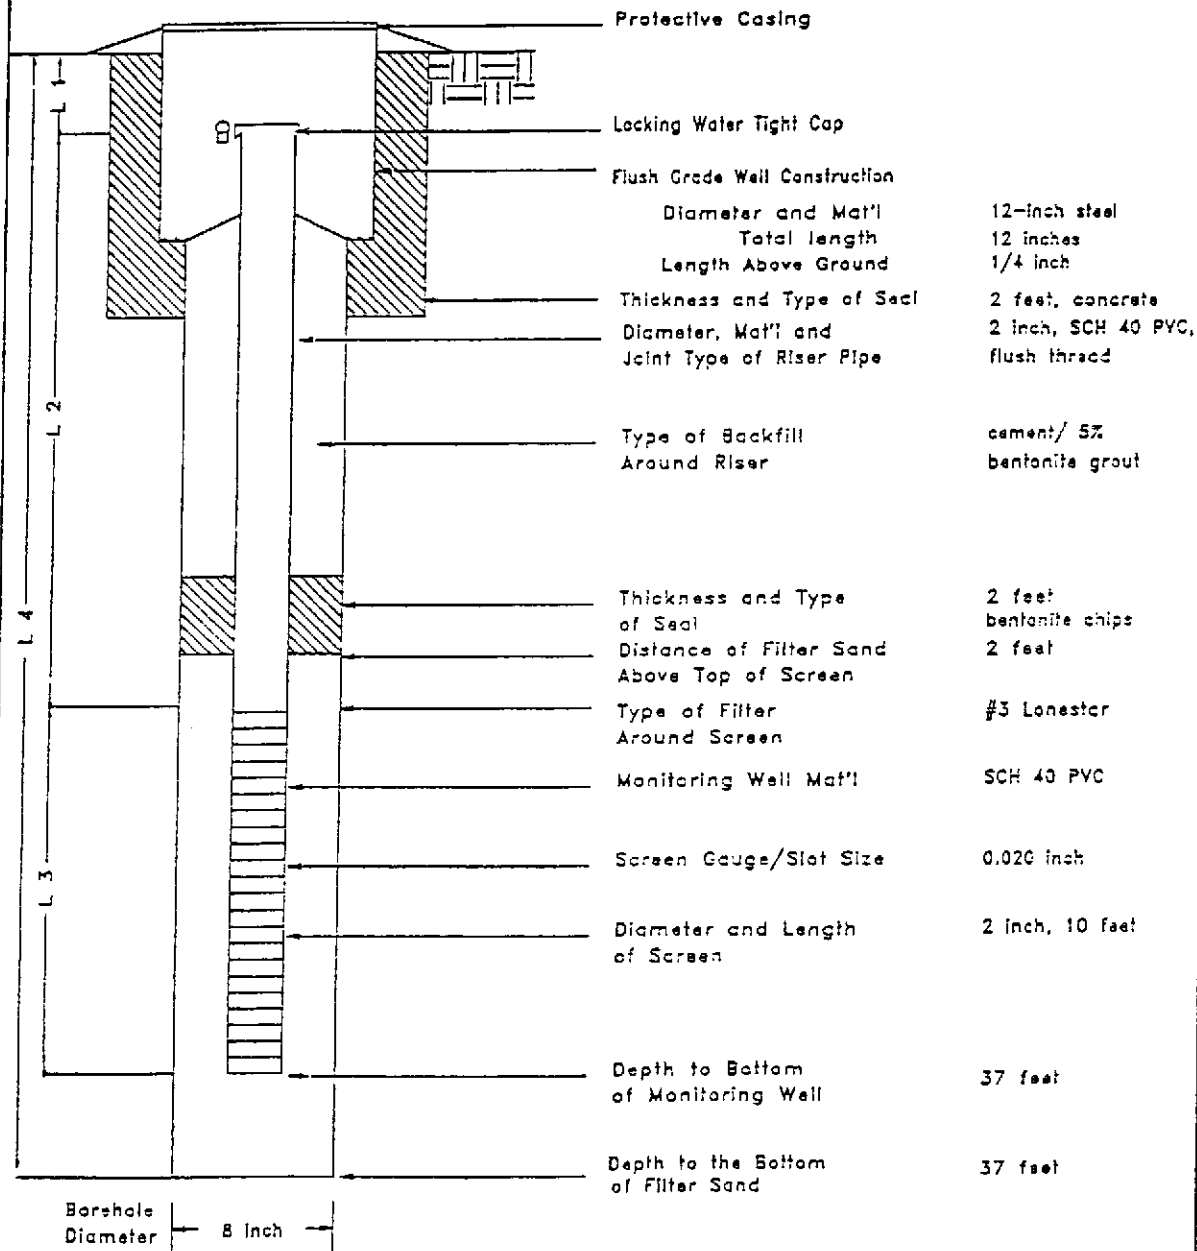 Protective Casing
L 1
Locking Water Tight Cap
Flush Grade Well Construction
Diameter and Mat'l 12-inch steel
Total length 12 inches
Length Above Ground 1/4 inch
Thickness and Type of Seal 2 feet, concrete
Diameter, Mat'l and 2 inch, SCH 40 PVC,
Joint Type of Riser Pipe flush thread
L 2
Type of Backfill cement/ 5%
Around Riser bentonite grout
L 4
Thickness and Type 2 feet
of Seal bentonite chips
Distance of Filter Sand 2 feet
Above Top of Screen
Type of Filter #3 Lonestar
Around Screen
Monitoring Well Mat'l SCH 40 PVC
Screen Gauge/Slot Size 0.020 inch
L 3
Diameter and Length 2 inch, 10 feet
of Screen
Depth to Bottom 37 feet
of Monitoring Well
Depth to the Bottom 37 feet
of Filter Sand
Borehole
Diameter 8 inch